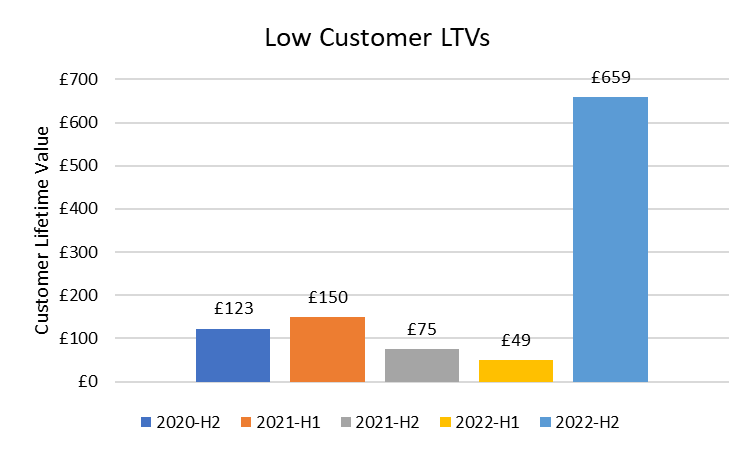 Low Customer LTVs
Customer Lifetime Value
£700
£600
£500
£400
£300
£200
£100
£0
£123
£150
£75
£49
£659
2020-H2
2021-H1
2021-H2
2022-H1
2022-H2